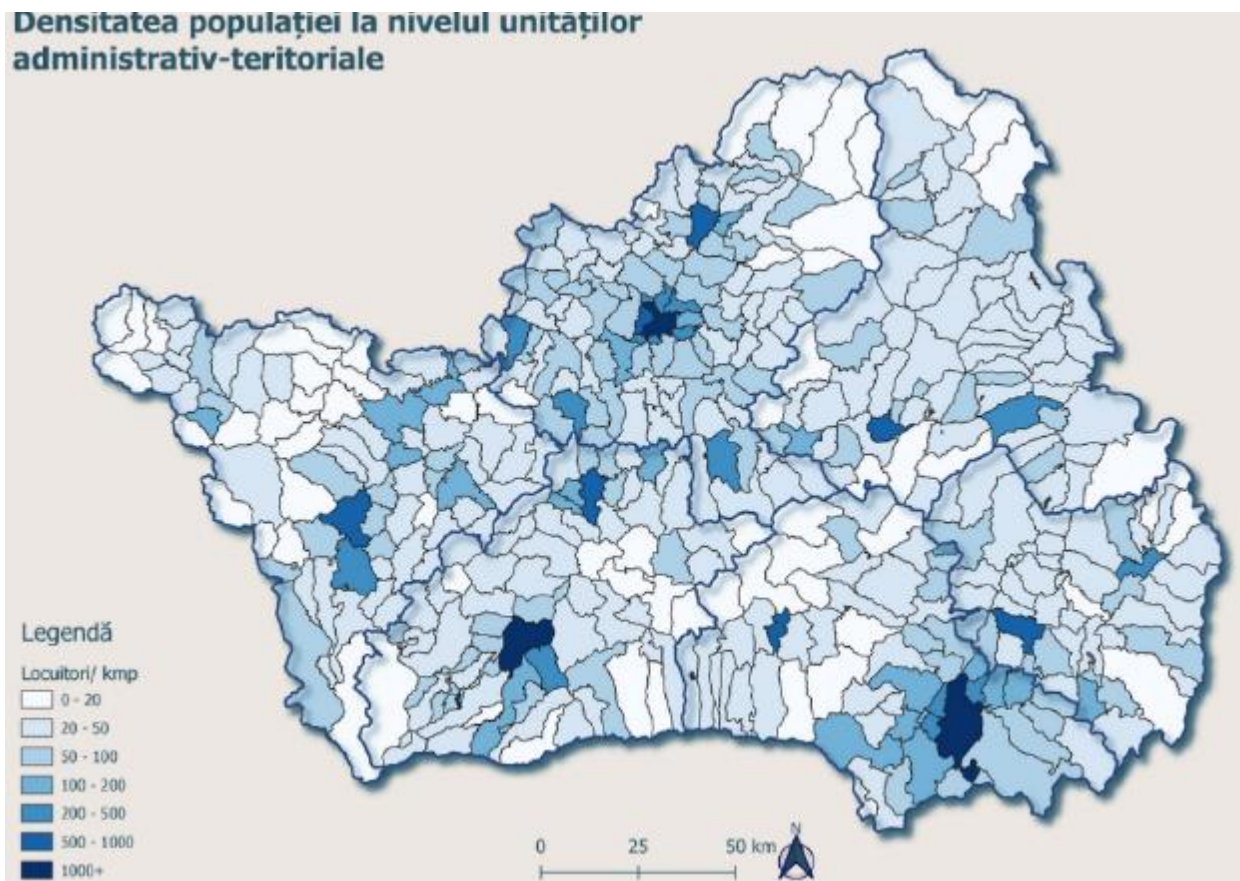 Densitatea populației la nivelul unităților
administrativ-teritoriale
Legendă
Locuitori/ kmp
0 - 20
20 - 50
50 - 100
100 - 200
200 - 500
500 - 1000
1000+
0 25 50 km
N